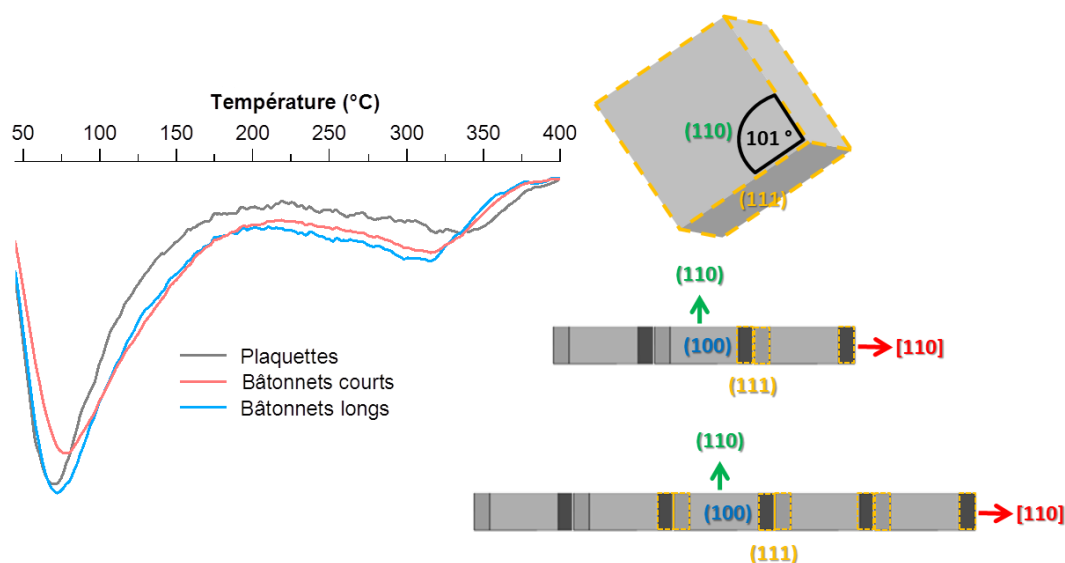 Température (°C)
50 100 150 200 250 300 350 400
Plaquettes
Bâtonnets courts
Bâtonnets longs
(110)
101 °
(111)
(110)
(100)
[110]
(111)
(110)
(100)
[110]
(111)